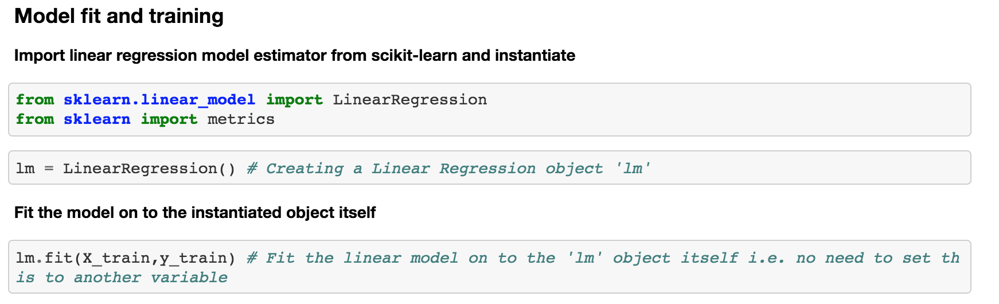 Model fit and training
Import linear regression model estimator from scikit-learn and instantiate
from sklearn.linear_model import LinearRegression
from sklearn import metrics
lm = LinearRegression() # Creating a Linear Regression object 'lm'
Fit the model on to the instantiated object itself
lm.fit(X_train,y_train) # Fit the linear model on to the 'lm' object itself i.e. no need to set th
is to another variable